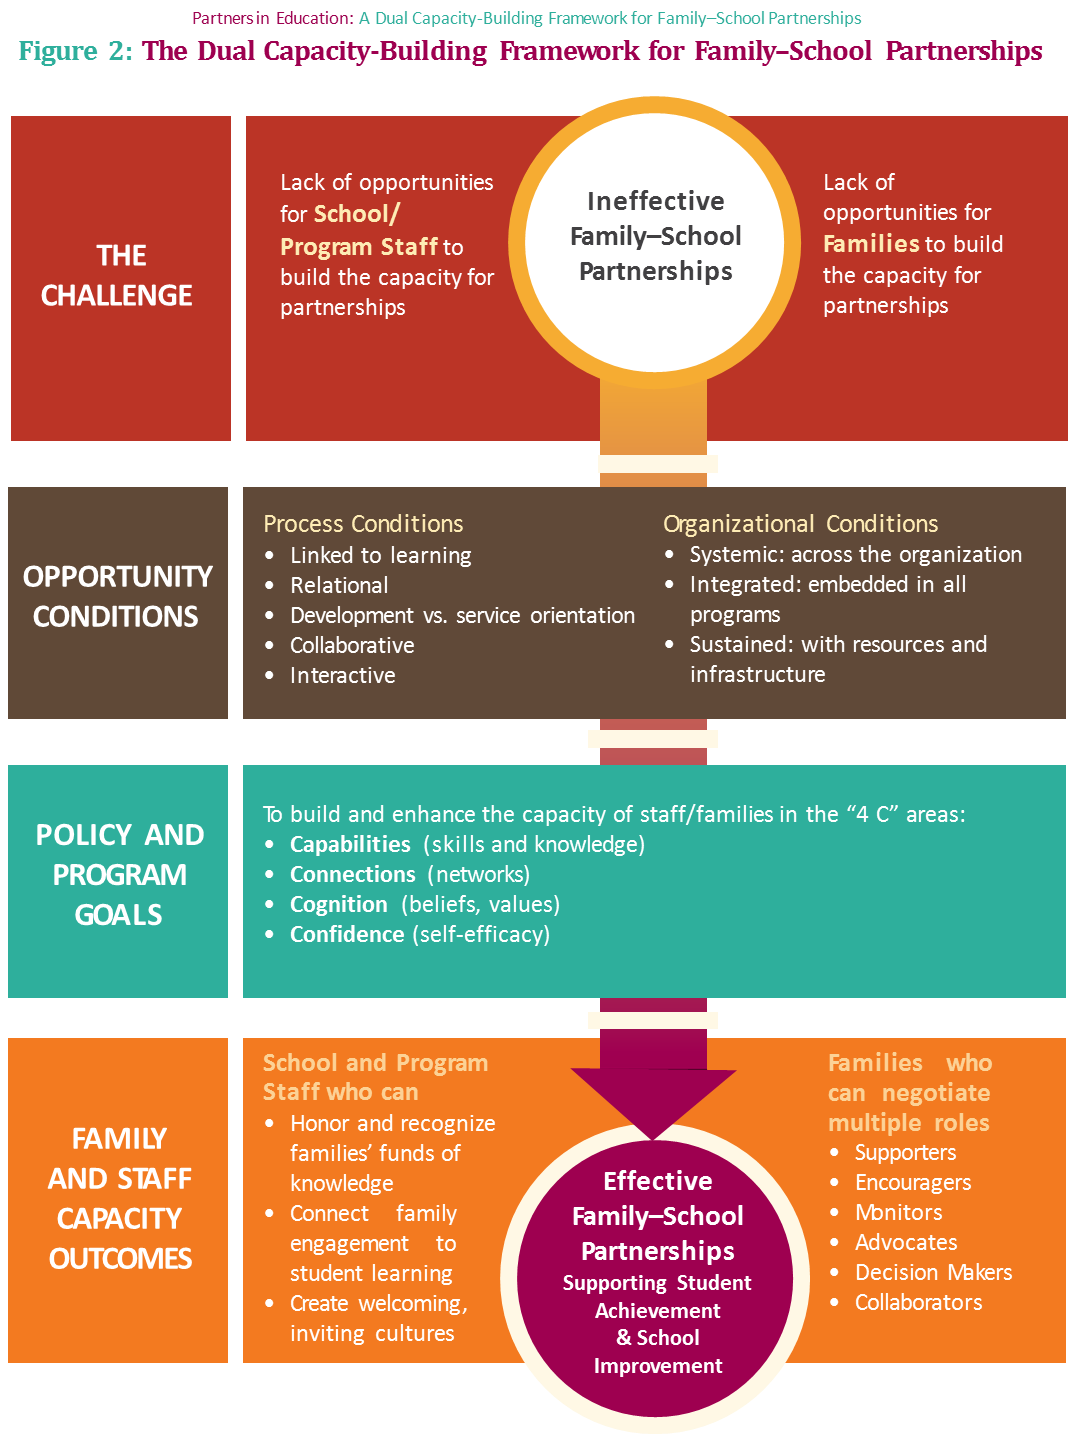 Partners in Education: A Dual Capacity-Building Framework for Family–School Partnerships
Figure 2: The Dual Capacity-Building Framework for Family–School Partnerships
THE
CHALLENGE
Lack of opportunities
for School/
Program Staff to
build the capacity for
partnerships
Ineffective
Family–School
Partnerships
Lack of
opportunities for
Families to build
the capacity for
partnerships
OPPORTUNITY
CONDITIONS
Process Conditions
• Linked to learning
• Relational
• Development vs. service orientation
• Collaborative
• Interactive
Organizational Conditions
• Systemic: across the organization
• Integrated: embedded in all
programs
• Sustained: with resources and
infrastructure
POLICY AND
PROGRAM
GOALS
To build and enhance the capacity of staff/families in the “4 C” areas:
• Capabilities (skills and knowledge)
• Connections (networks)
• Cognition (beliefs, values)
• Confidence (self-efficacy)
FAMILY
AND STAFF
CAPACITY
OUTCOMES
School and Program
Staff who can
• Honor and recognize
families’ funds of
knowledge
• Connect family
engagement to
student learning
• Create welcoming,
inviting cultures
Effective
Family–School
Partnerships
Supporting Student
Achievement
& School
Improvement
Families who
can negotiate
multiple roles
• Supporters
• Encouragers
• Monitors
• Advocates
• Decision Makers
• Collaborators